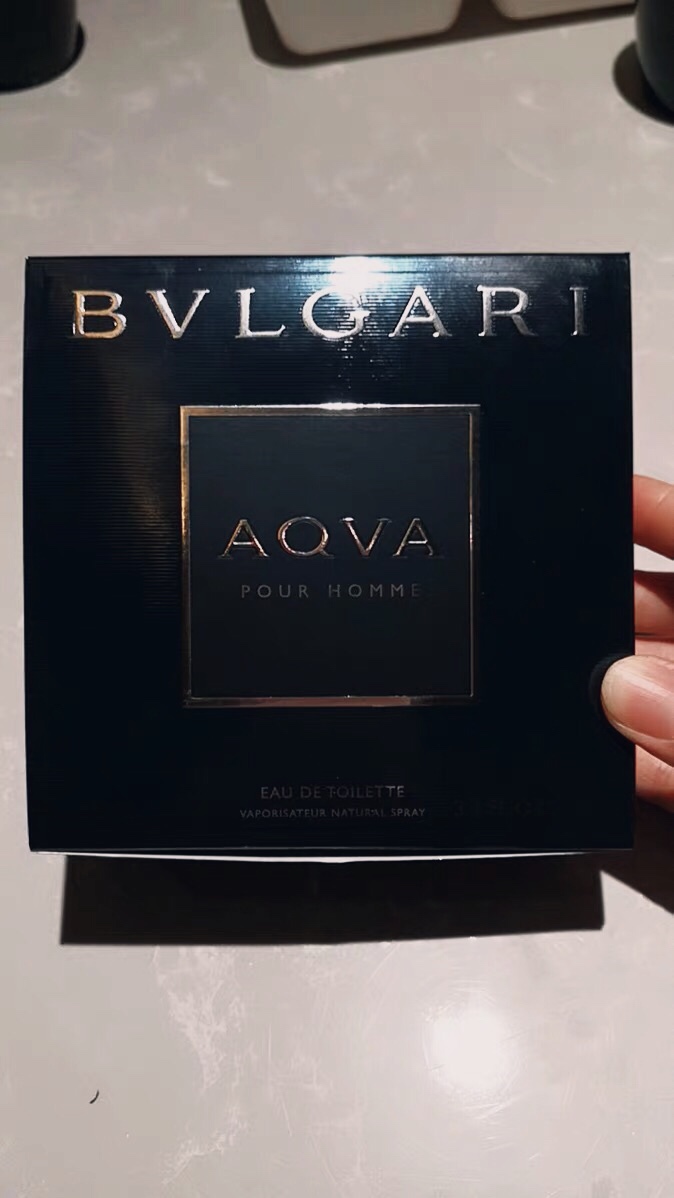 BVLGARI
AQVA
POUR HOMME
EAU DE TOILETTE
VAPORISATEUR NATURAL SPRAY